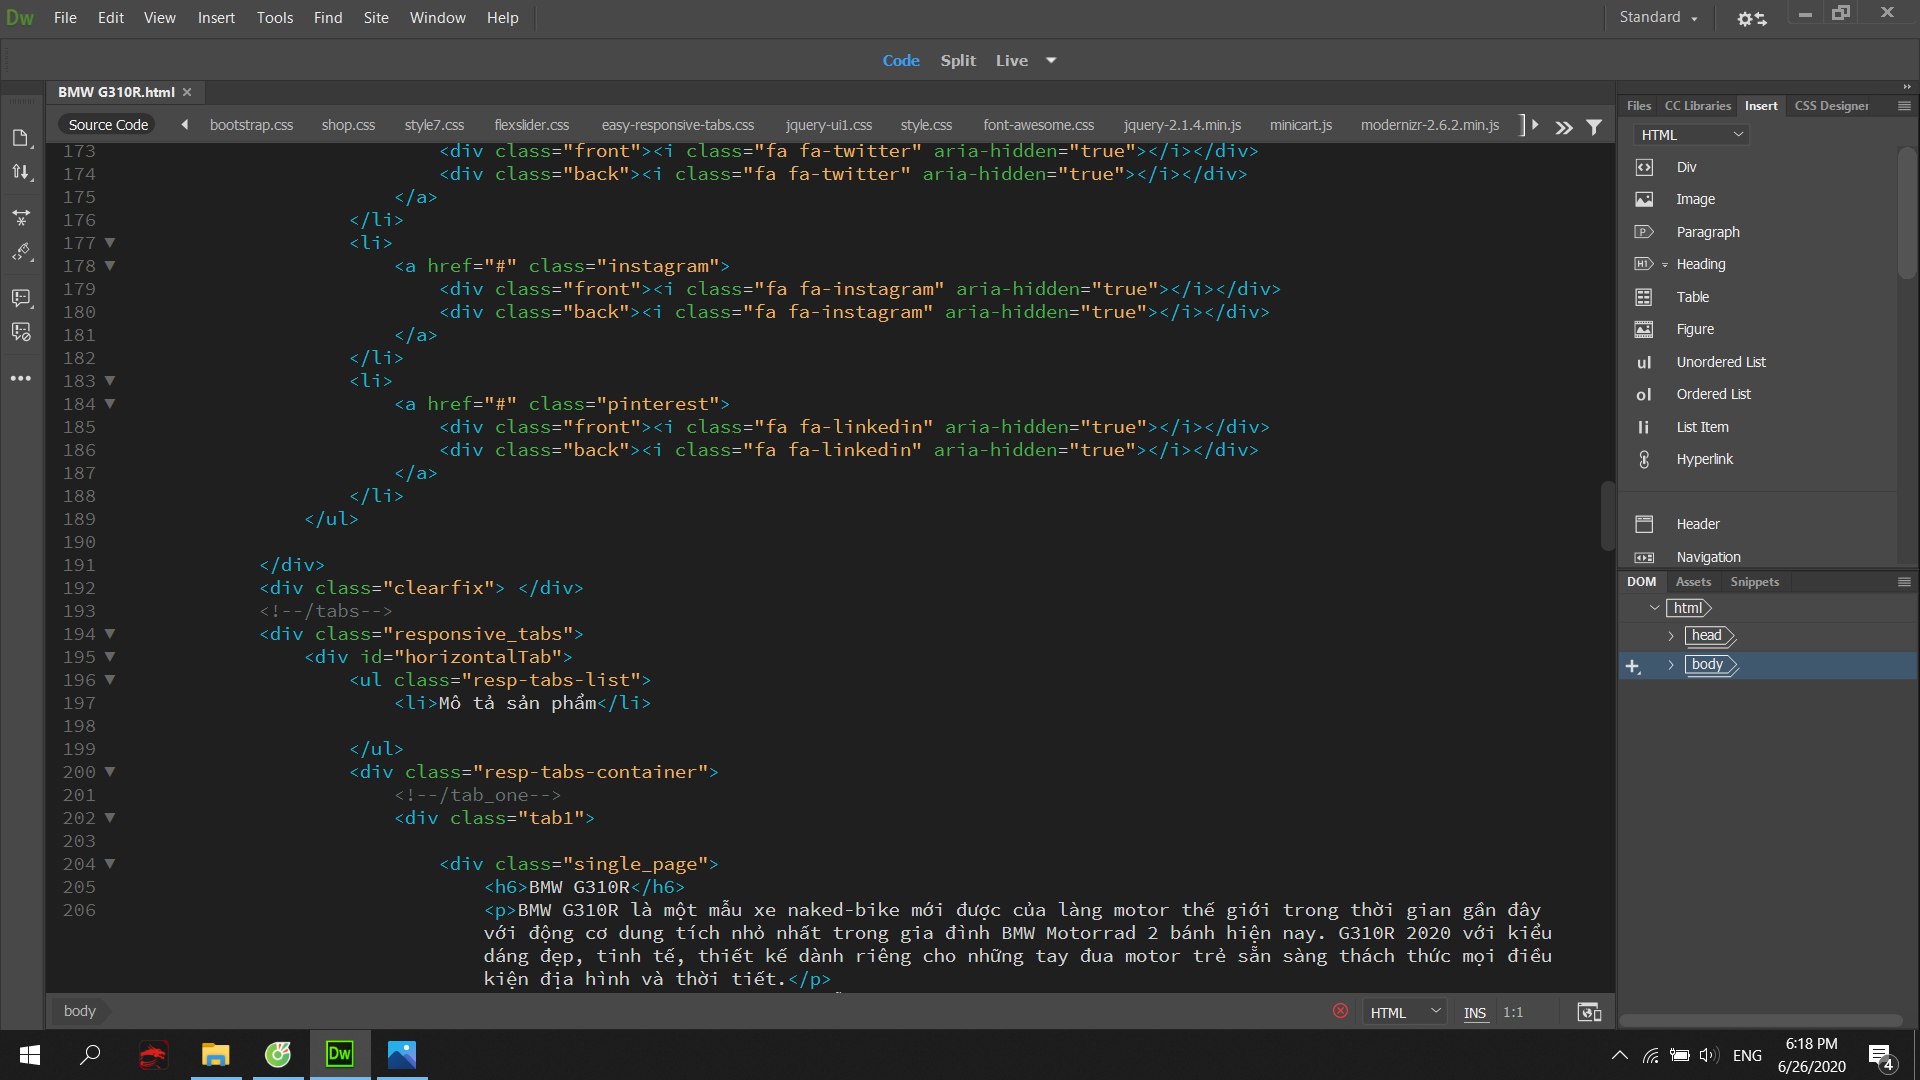 Dw File Edit View Insert Tools Find Site Window Help Standard
Code Split Live
BMW G310R.html
Source Code bootstrap.css shop.css style7.css flexslider.css easy-responsive-tabs.css jquery-ui1.css style.css font-awesome.css jquery-2.1.4.min.js minicart.js modernizr-2.6.2.min.js
173 <div class="front"><i class="fa fa-twitter" aria-hidden="true"></i></div>
174 <div class="back"><i class="fa fa-twitter" aria-hidden="true"></i></div>
175 </a>
176 </li>
177 <li>
178 <a href="#" class="instagram">
179 <div class="front"><i class="fa fa-instagram" aria-hidden="true"></i></div>
180 <div class="back"><i class="fa fa-instagram" aria-hidden="true"></i></div>
181 </a>
182 </li>
183 <li>
184 <a href="#" class="pinterest">
185 <div class="front"><i class="fa fa-linkedin" aria-hidden="true"></i></div>
186 <div class="back"><i class="fa fa-linkedin" aria-hidden="true"></i></div>
187 </a>
188 </li>
189 </ul>
190
191 </div>
192 <div class="clearfix"> </div>
193 <!--/tabs-->
194 <div class="responsive_tabs">
195 <div id="horizontalTab">
196 <ul class="resp-tabs-list">
197 <li>Mô tả sản phẩm</li>
198
199 </ul>
200 <div class="resp-tabs-container">
201 <!--/tab_one-->
202 <div class="tab1">
203
204 <div class="single_page">
205 <h6>BMW G310R</h6>
206 <p>BMW G310R là một mẫu xe naked-bike mới được của làng motor thế giới trong thời gian gần đây
với động cơ dung tích nhỏ nhất trong gia đình BMW Motorrad 2 bánh hiện nay. G310R 2020 với kiểu
dáng đẹp, tinh tế, thiết kế dành riêng cho những tay đua motor trẻ sẵn sàng thách thức mọi điều
kiện địa hình và thời tiết.</p>
body HTML INS 1:1
Files CC Libraries Insert CSS Designer
HTML
Div
Image
Paragraph
H1 Heading
Table
Figure
ul Unordered List
ol Ordered List
li List Item
Hyperlink
Header
Navigation
DOM Assets Snippets
html
head
body
Dw
ENG
6:18 PM
6/26/2020
4